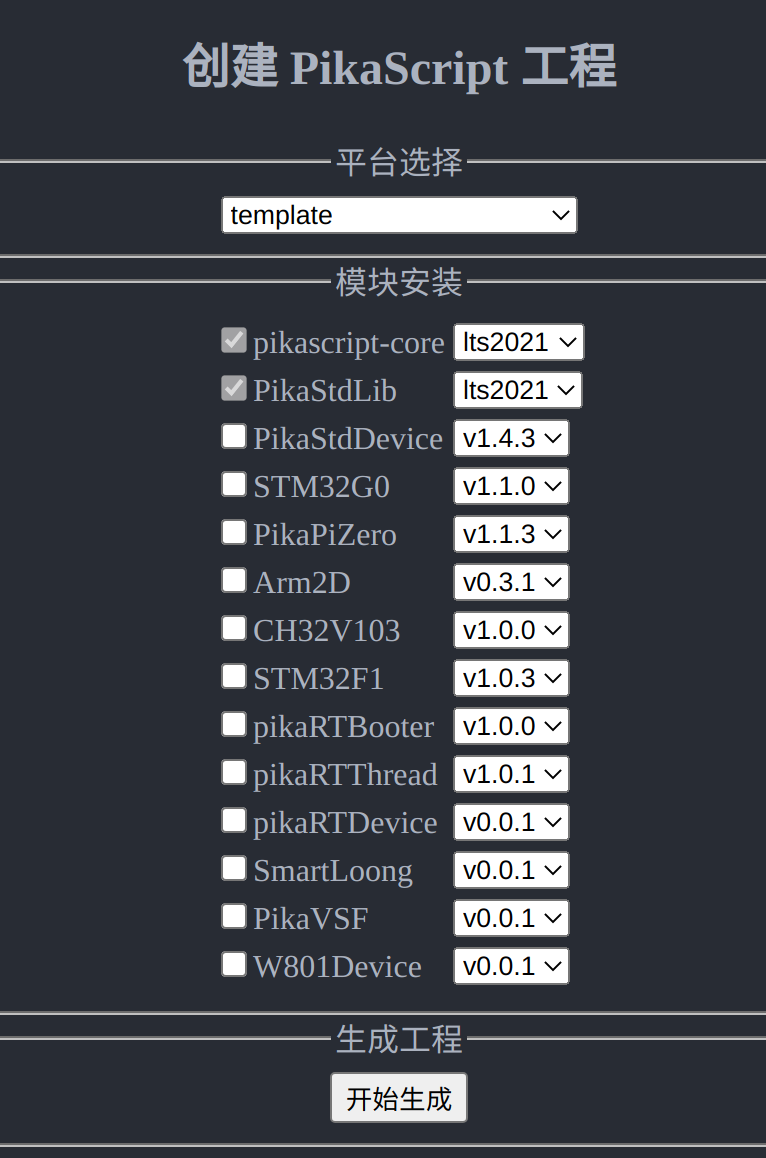 创建 PikaScript 工程
平台选择
template
模块安装
pikascript-core lts2021
PikaStdLib lts2021
PikaStdDevice v1.4.3
STM32G0 v1.1.0
PikaPiZero v1.1.3
Arm2D v0.3.1
CH32V103 v1.0.0
STM32F1 v1.0.3
pikaRTBooter v1.0.0
pikaRTThread v1.0.1
pikaRTDevice v0.0.1
SmartLoong v0.0.1
PikaVSF v0.0.1
W801Device v0.0.1
生成工程
开始生成